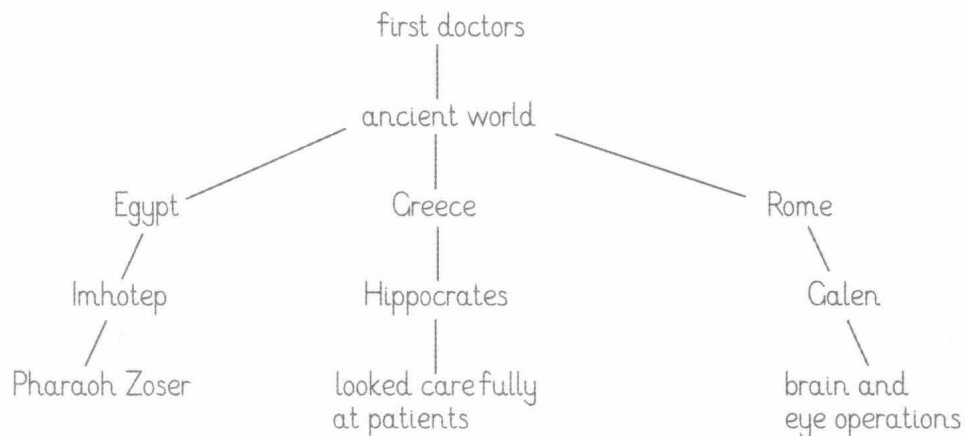 first doctors
ancient world
Egypt
Greece
Rome
Imhotep
Hippocrates
Galen
Pharaoh Zoser
looked carefully
at patients
brain and
eye operations